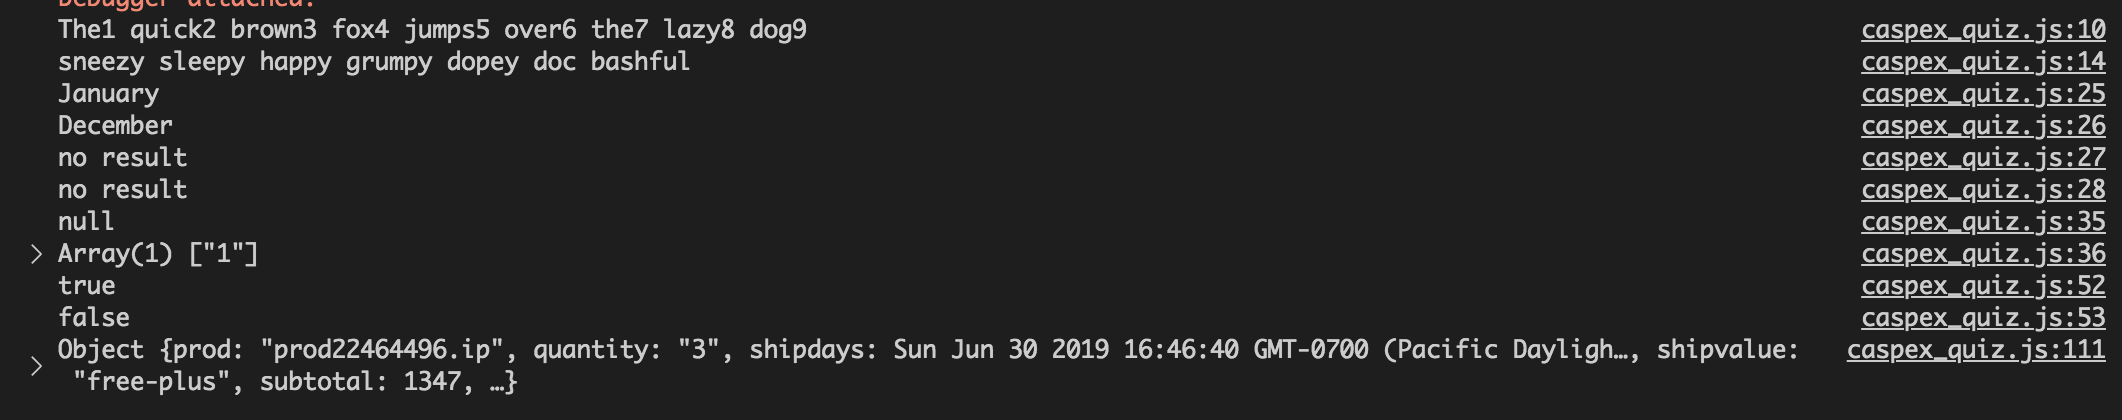 Debugger attached.
The1 quick2 brown3 fox4 jumps5 over6 the7 lazy8 dog9 caspex_quiz.js:10
sneezy sleepy happy grumpy dopey doc bashful caspex_quiz.js:14
January caspex_quiz.js:25
December caspex_quiz.js:26
no result caspex_quiz.js:27
no result caspex_quiz.js:28
null caspex_quiz.js:35
> Array(1) ["1"] caspex_quiz.js:36
true caspex_quiz.js:52
false caspex_quiz.js:53
> Object {prod: "prod22464496.ip", quantity: "3", shipdays: Sun Jun 30 2019 16:46:40 GMT-0700 (Pacific Dayligh…, shipvalue: caspex_quiz.js:111
"free-plus", subtotal: 1347, …}